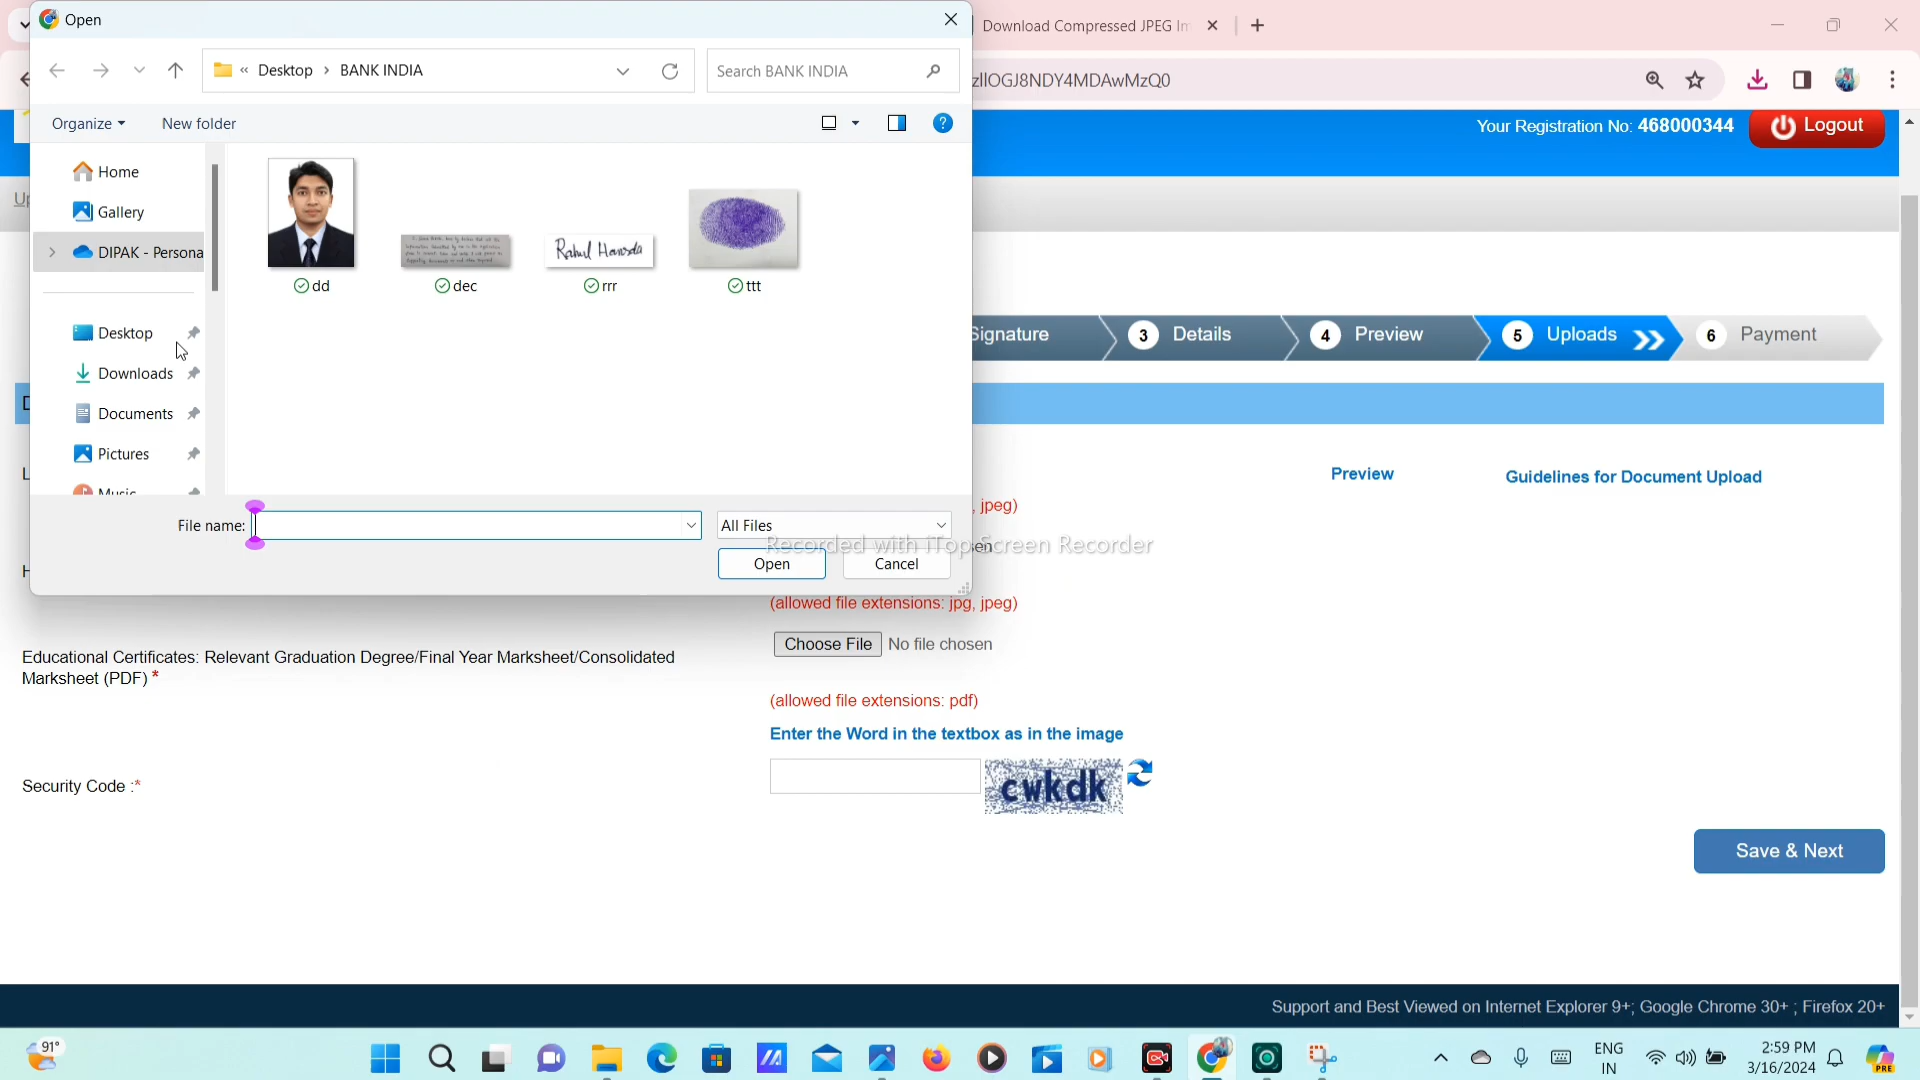 Open
Download Compressed JPEG Im
Desktop > BANK INDIA
Search BANK INDIA
zllOGJ8NDY4MDAwMzQ0
Organize
New folder
Your Registration No: 468000344
Logout
Home
Gallery
DIPAK - Persona
Desktop
Downloads
Documents
Pictures
Music
Rahul Hansda
dd
dec
rrr
ttt
Signature
3 Details
4 Preview
5 Uploads
6 Payment
Preview
Guidelines for Document Upload
, jpeg)
File name:
All Files
Recorded with iTop Screen Recorder
Open
Cancel
(allowed file extensions: jpg, jpeg)
Choose File No file chosen
Educational Certificates: Relevant Graduation Degree/Final Year Marksheet/Consolidated
Marksheet (PDF) *
(allowed file extensions: pdf)
Enter the Word in the textbox as in the image
Security Code :*
cwkdk
Save & Next
Support and Best Viewed on Internet Explorer 9+; Google Chrome 30+ ; Firefox 20+
91°
ENG
IN
2:59 PM
3/16/2024
PRE